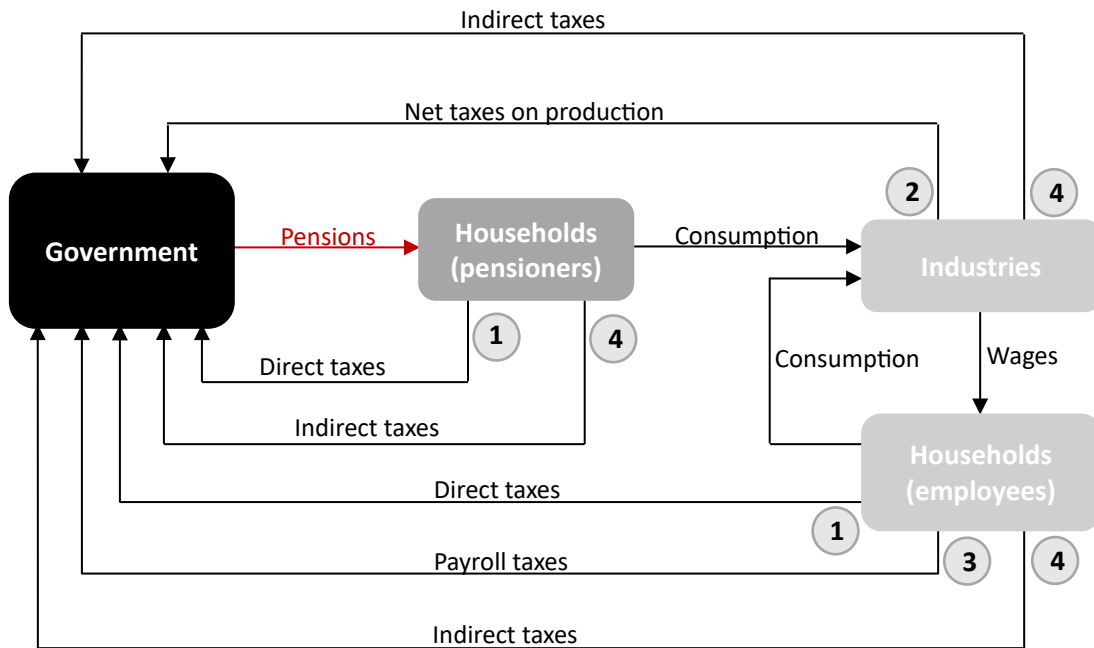 Indirect taxes
Net taxes on production
2
4
Government
Pensions
Households
(pensioners)
Consumption
Industries
1
4
Direct taxes
Consumption
Wages
Indirect taxes
Households
(employees)
Direct taxes
1
3
4
Payroll taxes
Indirect taxes